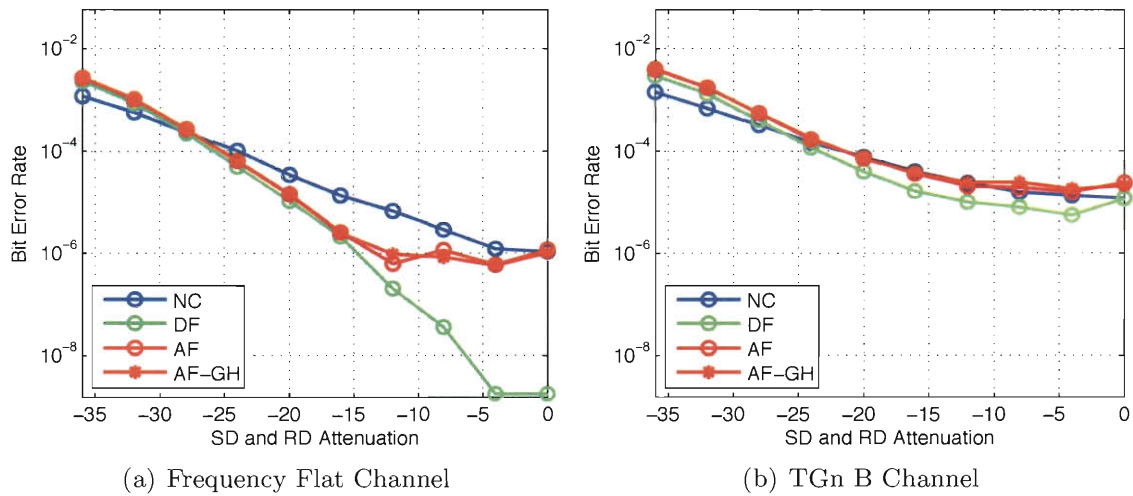 10⁻²
10⁻⁴
10⁻⁶
10⁻⁸
Bit Error Rate
NC
DF
AF
AF−GH
−35 −30 −25 −20 −15 −10 −5 0
SD and RD Attenuation
(a) Frequency Flat Channel
10⁻²
10⁻⁴
10⁻⁶
10⁻⁸
Bit Error Rate
NC
DF
AF
AF−GH
−35 −30 −25 −20 −15 −10 −5 0
SD and RD Attenuation
(b) TGn B Channel